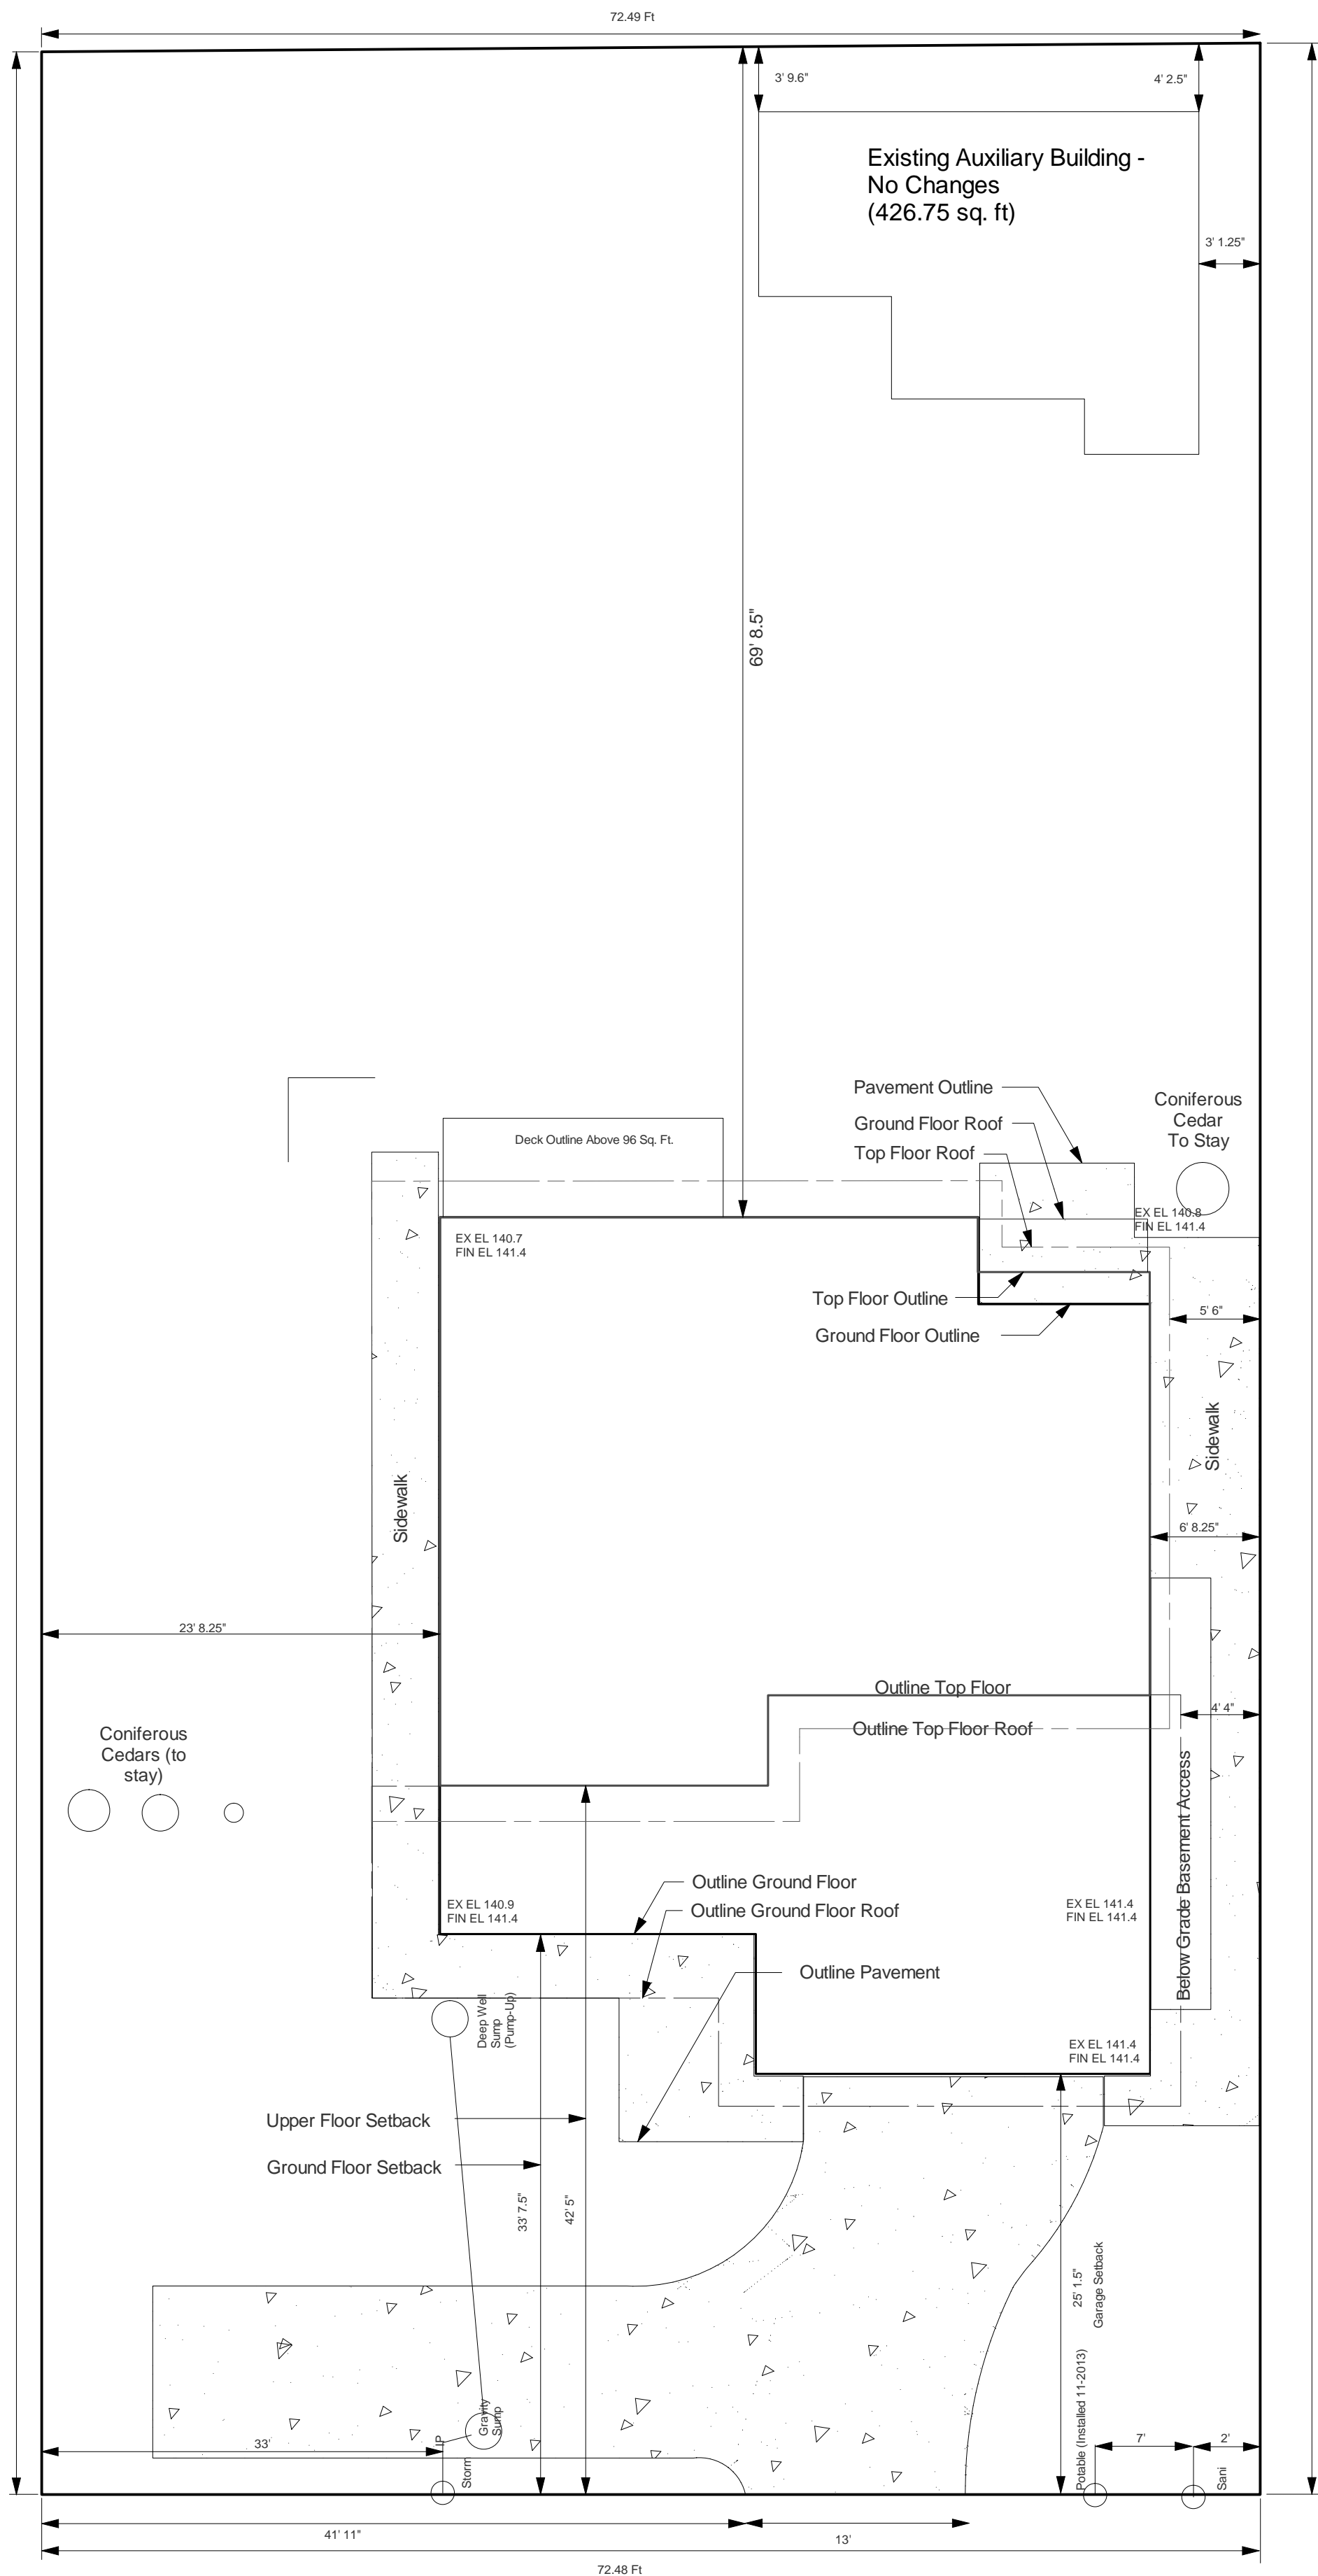 72.49 Ft
3' 9.6"
4' 2.5"
Existing Auxiliary Building -
No Changes
(426.75 sq. ft)
3' 1.25"
69' 8.5"
Pavement Outline
Ground Floor Roof
Top Floor Roof
Coniferous
Cedar
To Stay
Deck Outline Above 96 Sq. Ft.
EX EL 140.8
FIN EL 141.4
EX EL 140.7
FIN EL 141.4
Top Floor Outline
Ground Floor Outline
5' 6"
Sidewalk
Sidewalk
6' 8.25"
23' 8.25"
Outline Top Floor
4' 4"
Outline Top Floor Roof
Coniferous
Cedars (to
stay)
Below Grade Basement Access
Outline Ground Floor
Outline Ground Floor Roof
EX EL 140.9
FIN EL 141.4
EX EL 141.4
FIN EL 141.4
Outline Pavement
Deep Well
Sump
(Pump-Up)
EX EL 141.4
FIN EL 141.4
Upper Floor Setback
Ground Floor Setback
33' 7.5"
42' 5"
25' 1.5"
Garage Setback
Potable (Installed 11-2013)
Gravity
Sump
IP
Storm
33'
7'
2'
Sani
41' 11"
13'
72.48 Ft